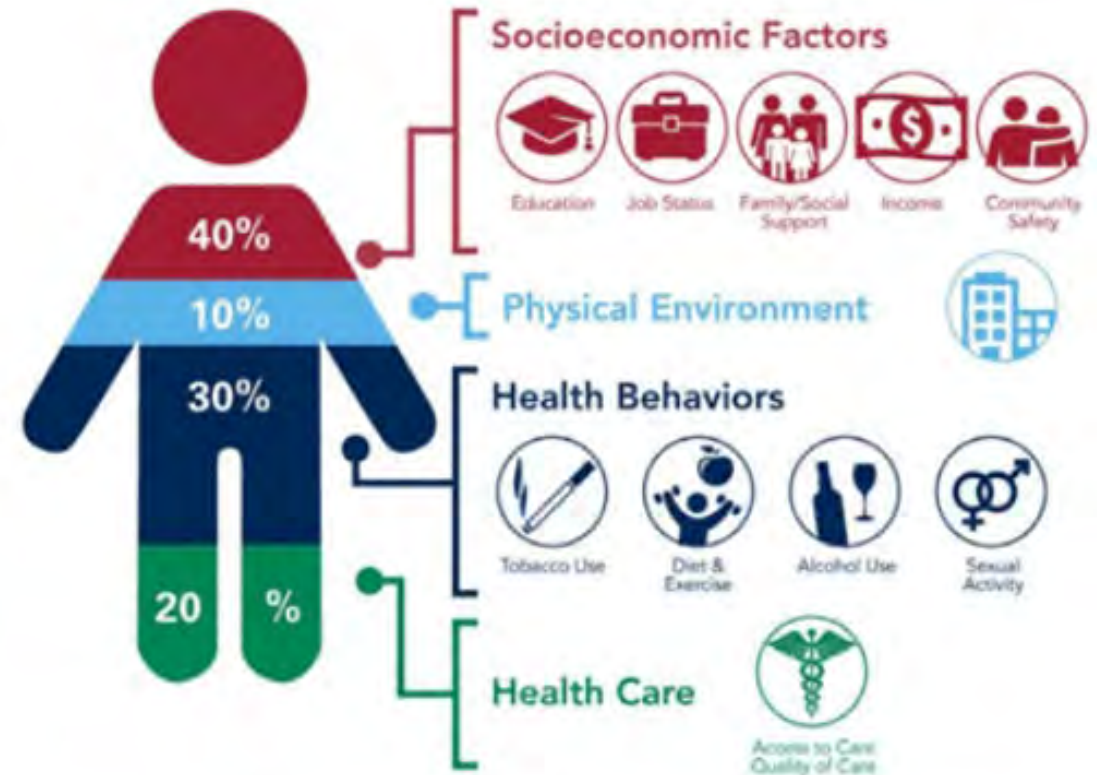 Socioeconomic Factors
Education
Job Status
Family/Social
Support
Income
Community
Safety
40%
10%
Physical Environment
30%
Health Behaviors
Tobacco Use
Diet &
Exercise
Alcohol Use
Sexual
Activity
20 %
Health Care
Access to Care
Quality of Care